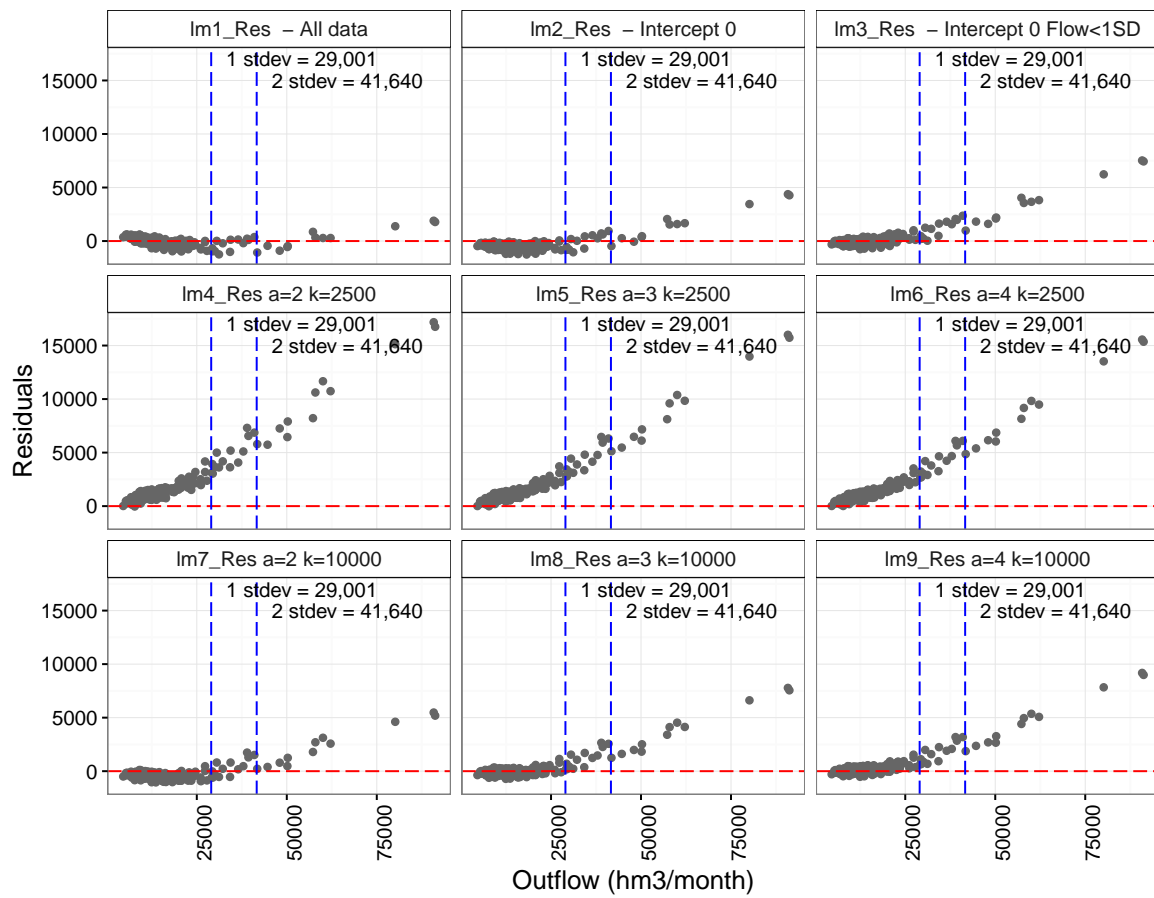 lm1_Res – All data
lm2_Res – Intercept 0
lm3_Res – Intercept 0 Flow<1SD
1 stdev = 29,001
2 stdev = 41,640
1 stdev = 29,001
2 stdev = 41,640
1 stdev = 29,001
2 stdev = 41,640
15000
10000
5000
0
lm4_Res a=2 k=2500
lm5_Res a=3 k=2500
lm6_Res a=4 k=2500
1 stdev = 29,001
2 stdev = 41,640
1 stdev = 29,001
2 stdev = 41,640
1 stdev = 29,001
2 stdev = 41,640
15000
10000
5000
0
Residuals
lm7_Res a=2 k=10000
lm8_Res a=3 k=10000
lm9_Res a=4 k=10000
1 stdev = 29,001
2 stdev = 41,640
1 stdev = 29,001
2 stdev = 41,640
1 stdev = 29,001
2 stdev = 41,640
15000
10000
5000
0
25000
50000
75000
25000
50000
75000
25000
50000
75000
Outflow (hm3/month)